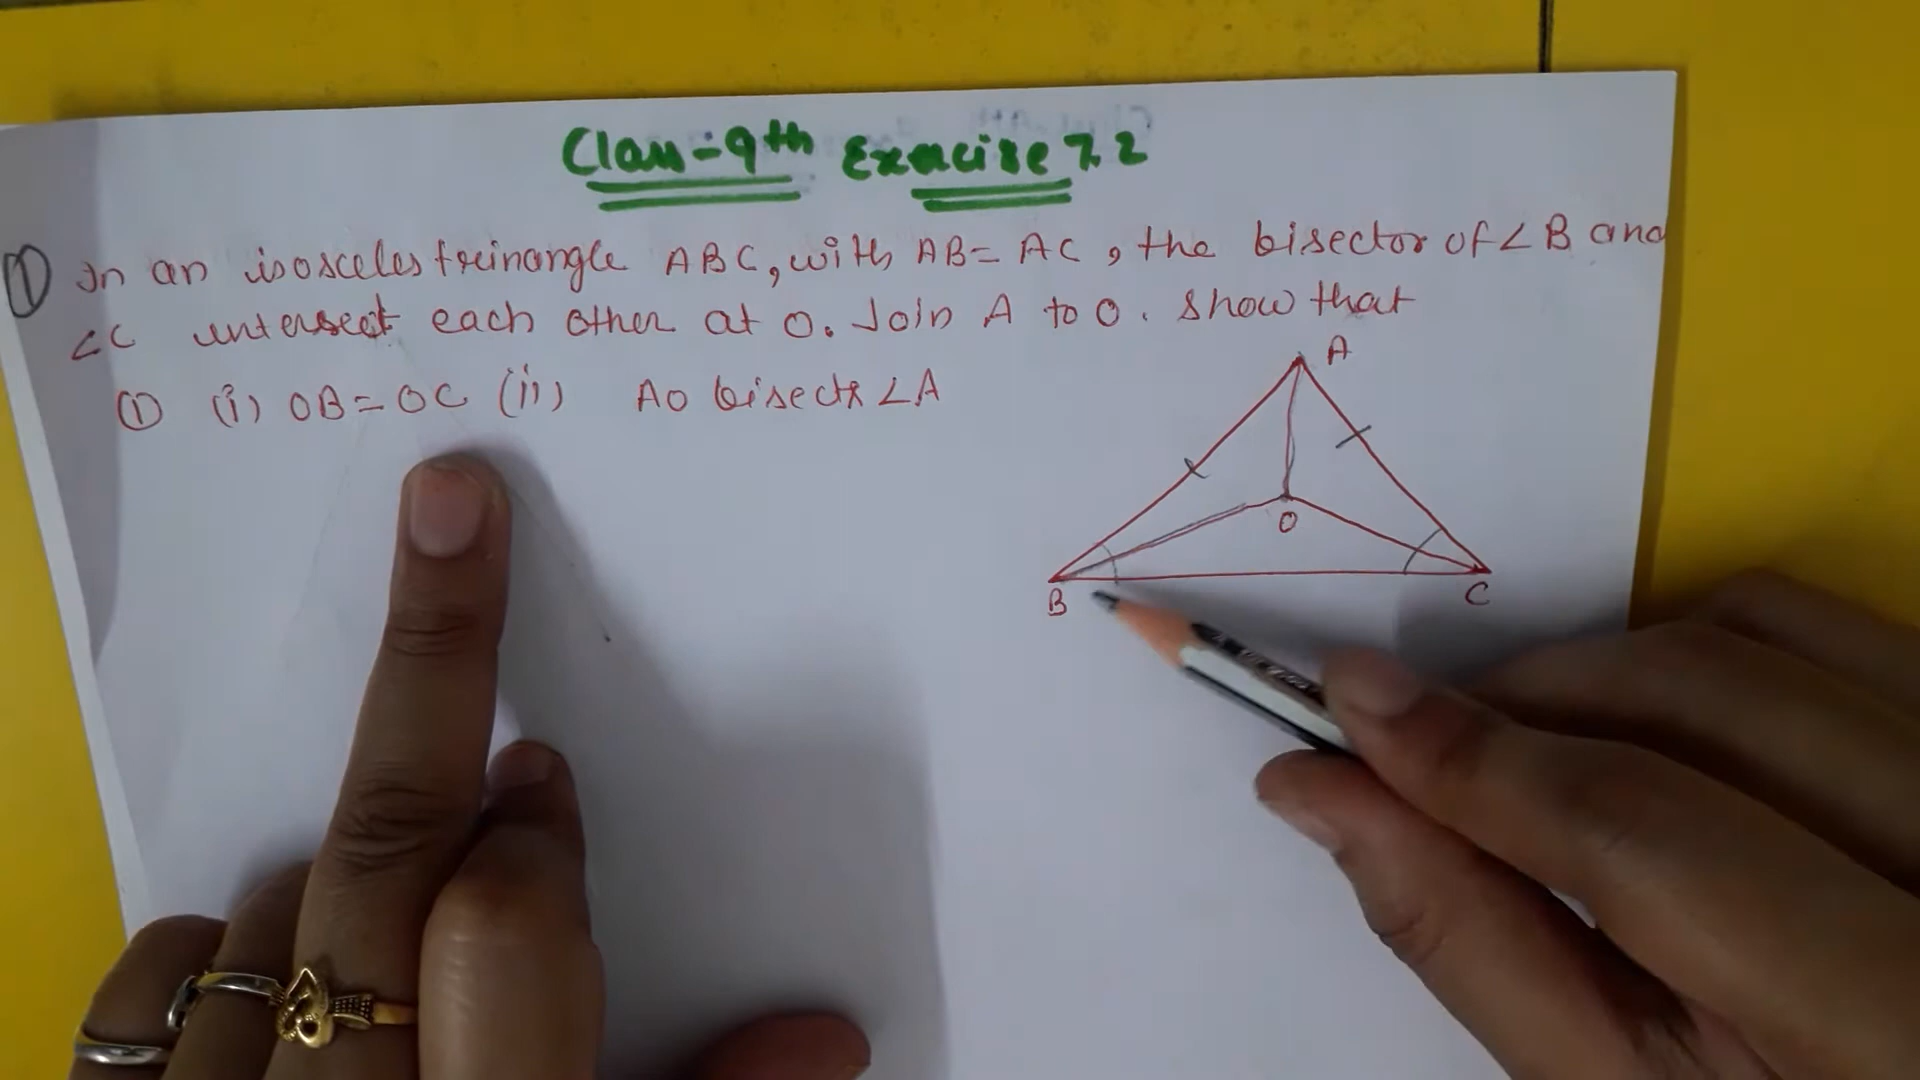 Class-9th Exercise 7.2
① In an isosceles treinangle ABC, with AB = AC, the bisector of ∠B and
∠C intersect each other at O. Join A to O. Show that
① (i) OB = OC (ii) AO bisects ∠A
A
O
B
C